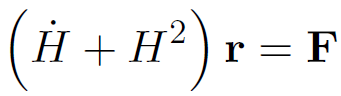 (Ḣ + H²) r = F